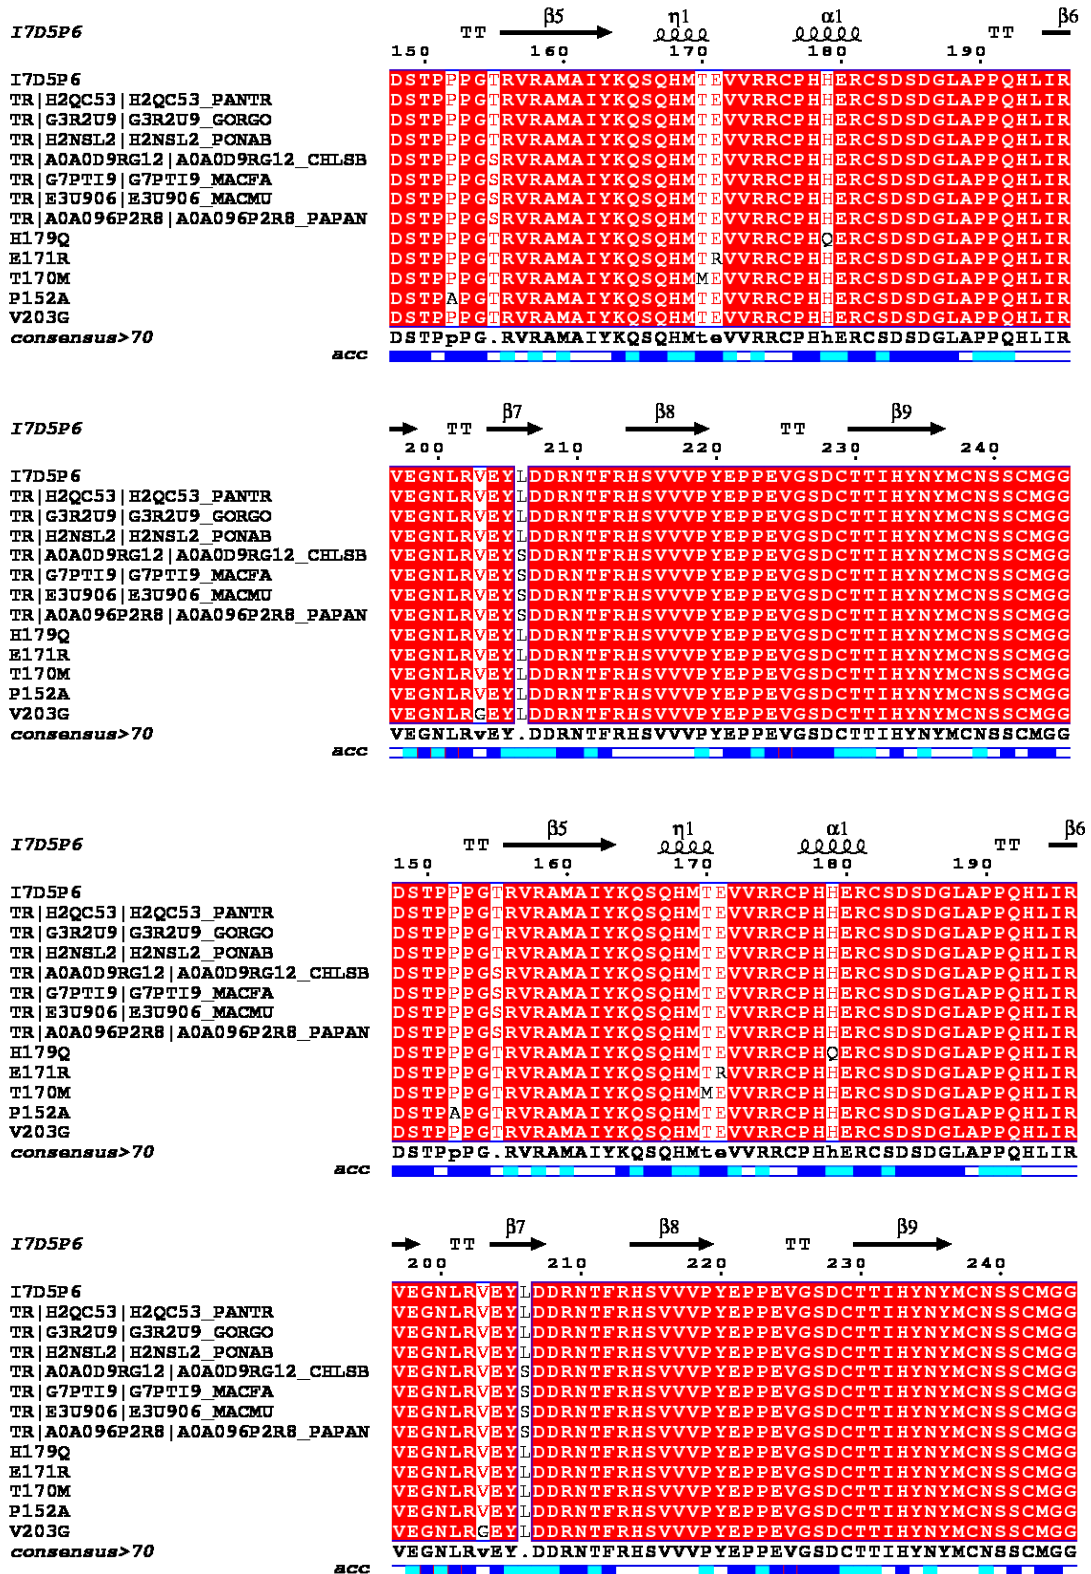 I7D5P6 TT β5 η1 α1 TT β6
150 160 170 180 190
I7D5P6 DSTPPPGTRVRAMAIYKQSQHMTEVVRRCPHHERCSDSDGLAPPQHLIR
TR|H2QC53|H2QC53_PANTR DSTPPPGTRVRAMAIYKQSQHMTEVVRRCPHHERCSDSDGLAPPQHLIR
TR|G3R2U9|G3R2U9_GORGO DSTPPPGTRVRAMAIYKQSQHMTEVVRRCPHHERCSDSDGLAPPQHLIR
TR|H2NSL2|H2NSL2_PONAB DSTPPPGTRVRAMAIYKQSQHMTEVVRRCPHHERCSDSDGLAPPQHLIR
TR|A0A0D9RG12|A0A0D9RG12_CHLSB DSTPPPGSRVRAMAIYKQSQHMTEVVRRCPHHERCSDSDGLAPPQHLIR
TR|G7PTI9|G7PTI9_MACFA DSTPPPGSRVRAMAIYKQSQHMTEVVRRCPHHERCSDSDGLAPPQHLIR
TR|E3U906|E3U906_MACMU DSTPPPGSRVRAMAIYKQSQHMTEVVRRCPHHERCSDSDGLAPPQHLIR
TR|A0A096P2R8|A0A096P2R8_PAPAN DSTPPPGSRVRAMAIYKQSQHMTEVVRRCPHHERCSDSDGLAPPQHLIR
H179Q DSTPPPGTRVRAMAIYKQSQHMTEVVRRCPHQERCSDSDGLAPPQHLIR
E171R DSTPPPGTRVRAMAIYKQSQHMTRVVRRCPHHERCSDSDGLAPPQHLIR
T170M DSTPPPGTRVRAMAIYKQSQHMMEVVRRCPHHERCSDSDGLAPPQHLIR
P152A DSTPAPGTRVRAMAIYKQSQHMTEVVRRCPHHERCSDSDGLAPPQHLIR
V203G DSTPPPGTRVRAMAIYKQSQHMTEVVRRCPHHERCSDSDGLAPPQHLIR
consensus>70 DSTPpPG.RVRAMAIYKQSQHMteVVRRCPHhERCSDSDGLAPPQHLIR
acc
I7D5P6 TT β7 β8 TT β9
200 210 220 230 240
I7D5P6 VEGNLRVEYLDDRNTFRHSVVVPYEPPEVGSDCTTIHYNYMCNSSCMGG
TR|H2QC53|H2QC53_PANTR VEGNLRVEYLDDRNTFRHSVVVPYEPPEVGSDCTTIHYNYMCNSSCMGG
TR|G3R2U9|G3R2U9_GORGO VEGNLRVEYLDDRNTFRHSVVVPYEPPEVGSDCTTIHYNYMCNSSCMGG
TR|H2NSL2|H2NSL2_PONAB VEGNLRVEYLDDRNTFRHSVVVPYEPPEVGSDCTTIHYNYMCNSSCMGG
TR|A0A0D9RG12|A0A0D9RG12_CHLSB VEGNLRVEYSDDRNTFRHSVVVPYEPPEVGSDCTTIHYNYMCNSSCMGG
TR|G7PTI9|G7PTI9_MACFA VEGNLRVEYSDDRNTFRHSVVVPYEPPEVGSDCTTIHYNYMCNSSCMGG
TR|E3U906|E3U906_MACMU VEGNLRVEYSDDRNTFRHSVVVPYEPPEVGSDCTTIHYNYMCNSSCMGG
TR|A0A096P2R8|A0A096P2R8_PAPAN VEGNLRVEYSDDRNTFRHSVVVPYEPPEVGSDCTTIHYNYMCNSSCMGG
H179Q VEGNLRVEYLDDRNTFRHSVVVPYEPPEVGSDCTTIHYNYMCNSSCMGG
E171R VEGNLRVEYLDDRNTFRHSVVVPYEPPEVGSDCTTIHYNYMCNSSCMGG
T170M VEGNLRVEYLDDRNTFRHSVVVPYEPPEVGSDCTTIHYNYMCNSSCMGG
P152A VEGNLRVEYLDDRNTFRHSVVVPYEPPEVGSDCTTIHYNYMCNSSCMGG
V203G VEGNLRGEYLDDRNTFRHSVVVPYEPPEVGSDCTTIHYNYMCNSSCMGG
consensus>70 VEGNLRvEY.DDRNTFRHSVVVPYEPPEVGSDCTTIHYNYMCNSSCMGG
acc
I7D5P6 TT β5 η1 α1 TT β6
150 160 170 180 190
I7D5P6 DSTPPPGTRVRAMAIYKQSQHMTEVVRRCPHHERCSDSDGLAPPQHLIR
TR|H2QC53|H2QC53_PANTR DSTPPPGTRVRAMAIYKQSQHMTEVVRRCPHHERCSDSDGLAPPQHLIR
TR|G3R2U9|G3R2U9_GORGO DSTPPPGTRVRAMAIYKQSQHMTEVVRRCPHHERCSDSDGLAPPQHLIR
TR|H2NSL2|H2NSL2_PONAB DSTPPPGTRVRAMAIYKQSQHMTEVVRRCPHHERCSDSDGLAPPQHLIR
TR|A0A0D9RG12|A0A0D9RG12_CHLSB DSTPPPGSRVRAMAIYKQSQHMTEVVRRCPHHERCSDSDGLAPPQHLIR
TR|G7PTI9|G7PTI9_MACFA DSTPPPGSRVRAMAIYKQSQHMTEVVRRCPHHERCSDSDGLAPPQHLIR
TR|E3U906|E3U906_MACMU DSTPPPGSRVRAMAIYKQSQHMTEVVRRCPHHERCSDSDGLAPPQHLIR
TR|A0A096P2R8|A0A096P2R8_PAPAN DSTPPPGSRVRAMAIYKQSQHMTEVVRRCPHHERCSDSDGLAPPQHLIR
H179Q DSTPPPGTRVRAMAIYKQSQHMTEVVRRCPHQERCSDSDGLAPPQHLIR
E171R DSTPPPGTRVRAMAIYKQSQHMTRVVRRCPHHERCSDSDGLAPPQHLIR
T170M DSTPPPGTRVRAMAIYKQSQHMMEVVRRCPHHERCSDSDGLAPPQHLIR
P152A DSTPAPGTRVRAMAIYKQSQHMTEVVRRCPHHERCSDSDGLAPPQHLIR
V203G DSTPPPGTRVRAMAIYKQSQHMTEVVRRCPHHERCSDSDGLAPPQHLIR
consensus>70 DSTPpPG.RVRAMAIYKQSQHMteVVRRCPHhERCSDSDGLAPPQHLIR
acc
I7D5P6 TT β7 β8 TT β9
200 210 220 230 240
I7D5P6 VEGNLRVEYLDDRNTFRHSVVVPYEPPEVGSDCTTIHYNYMCNSSCMGG
TR|H2QC53|H2QC53_PANTR VEGNLRVEYLDDRNTFRHSVVVPYEPPEVGSDCTTIHYNYMCNSSCMGG
TR|G3R2U9|G3R2U9_GORGO VEGNLRVEYLDDRNTFRHSVVVPYEPPEVGSDCTTIHYNYMCNSSCMGG
TR|H2NSL2|H2NSL2_PONAB VEGNLRVEYLDDRNTFRHSVVVPYEPPEVGSDCTTIHYNYMCNSSCMGG
TR|A0A0D9RG12|A0A0D9RG12_CHLSB VEGNLRVEYSDDRNTFRHSVVVPYEPPEVGSDCTTIHYNYMCNSSCMGG
TR|G7PTI9|G7PTI9_MACFA VEGNLRVEYSDDRNTFRHSVVVPYEPPEVGSDCTTIHYNYMCNSSCMGG
TR|E3U906|E3U906_MACMU VEGNLRVEYSDDRNTFRHSVVVPYEPPEVGSDCTTIHYNYMCNSSCMGG
TR|A0A096P2R8|A0A096P2R8_PAPAN VEGNLRVEYSDDRNTFRHSVVVPYEPPEVGSDCTTIHYNYMCNSSCMGG
H179Q VEGNLRVEYLDDRNTFRHSVVVPYEPPEVGSDCTTIHYNYMCNSSCMGG
E171R VEGNLRVEYLDDRNTFRHSVVVPYEPPEVGSDCTTIHYNYMCNSSCMGG
T170M VEGNLRVEYLDDRNTFRHSVVVPYEPPEVGSDCTTIHYNYMCNSSCMGG
P152A VEGNLRVEYLDDRNTFRHSVVVPYEPPEVGSDCTTIHYNYMCNSSCMGG
V203G VEGNLRGEYLDDRNTFRHSVVVPYEPPEVGSDCTTIHYNYMCNSSCMGG
consensus>70 VEGNLRvEY.DDRNTFRHSVVVPYEPPEVGSDCTTIHYNYMCNSSCMGG
acc